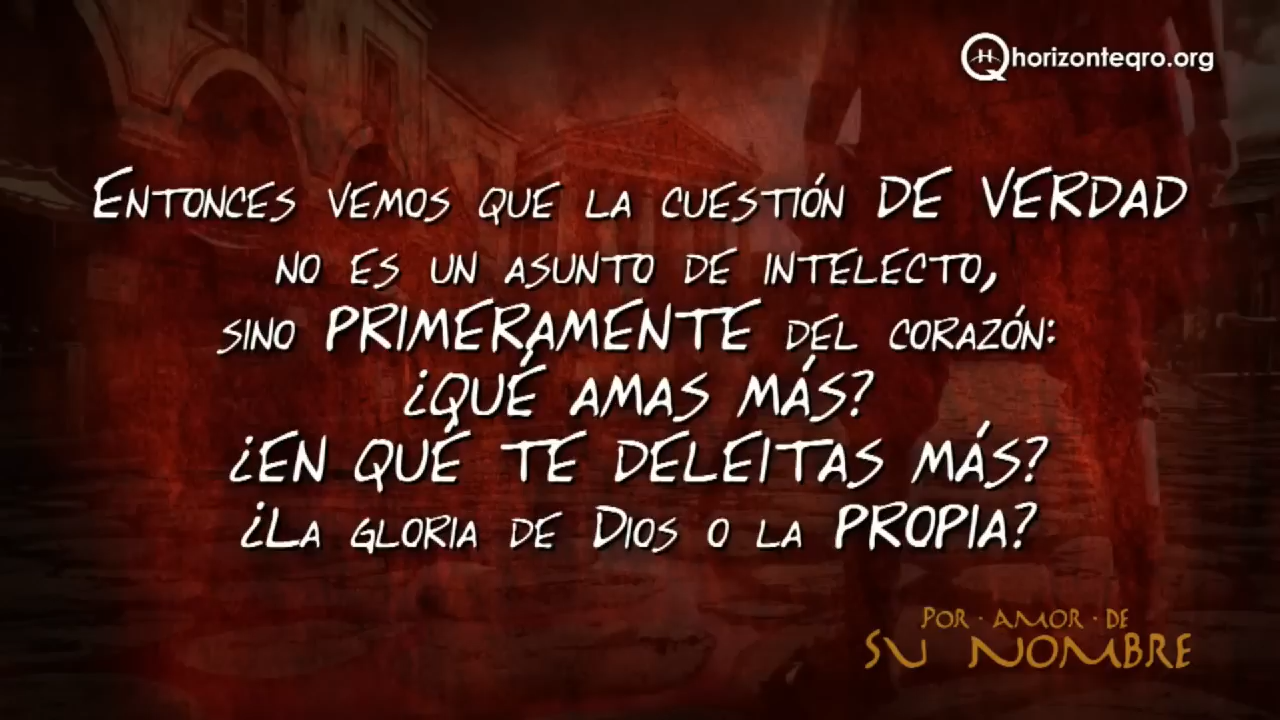 horizonteqro.org
ENTONCES VEMOS QUE LA CUESTIÓN DE VERDAD
NO ES UN ASUNTO DE INTELECTO,
SINO PRIMERAMENTE DEL CORAZÓN:
¿QUÉ AMAS MÁS?
¿EN QUÉ TE DELEITAS MÁS?
¿LA GLORIA DE DIOS O LA PROPIA?
POR · AMOR · DE
SU NOMBRE